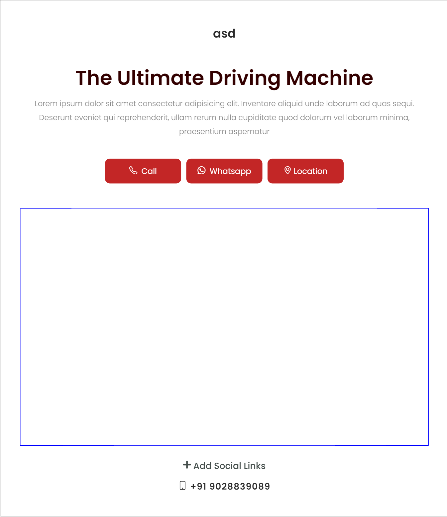 asd
The Ultimate Driving Machine
Lorem ipsum dolor sit amet consectetur adipisicing elit. Inventore aliquid unde laborum ad quos sequi.
Deserunt eveniet qui reprehenderit, ullam rerum nulla cupiditate quod dolorum vel laborum minima,
praesentium aspernatur
Call
Whatsapp
Location
+ Add Social Links
+91 9028839089